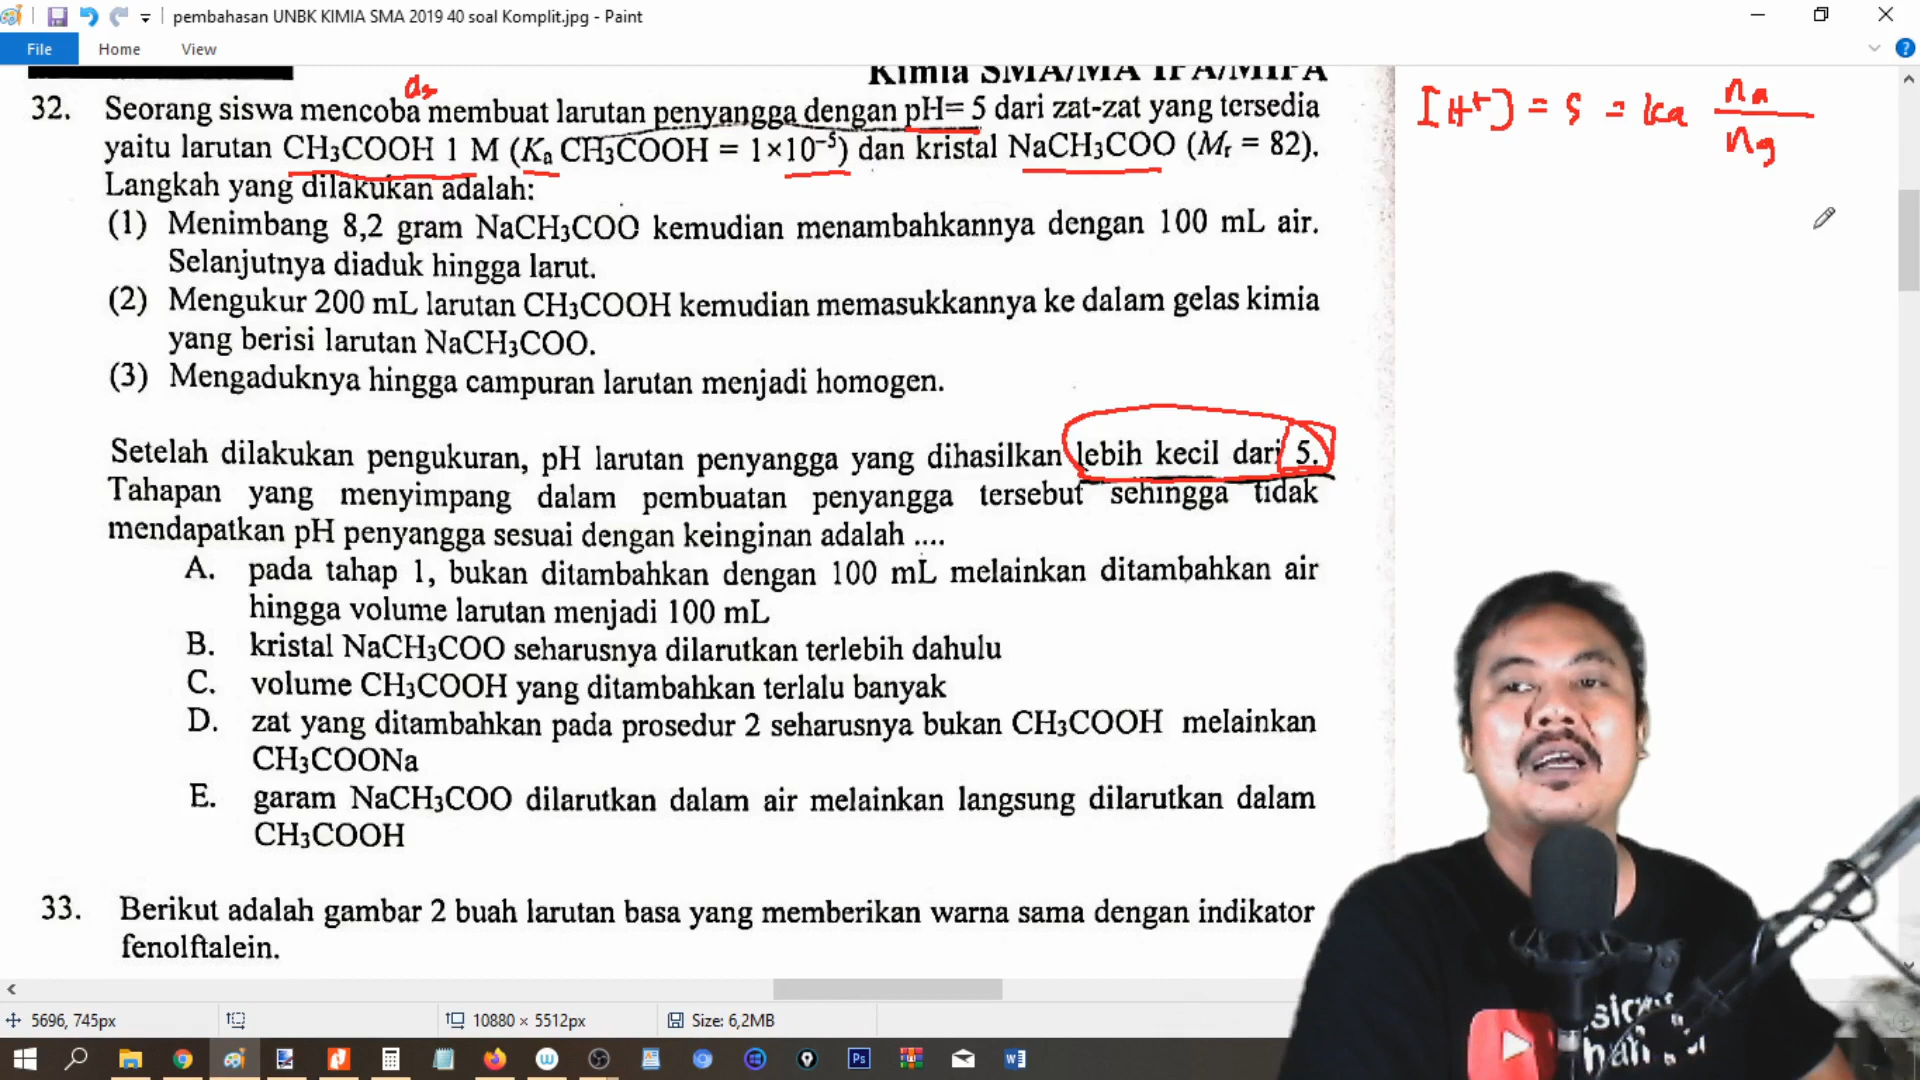 pembahasan UNBK KIMIA SMA 2019 40 soal Komplit.jpg - Paint
File Home View
Kimia SMA/MA IPA/MIPA
as
[H+] = 5 = ka na
ng
32. Seorang siswa mencoba membuat larutan penyangga dengan pH= 5 dari zat-zat yang tersedia
yaitu larutan CH₃COOH 1 M (Kₐ CH₃COOH = 1×10⁻⁵) dan kristal NaCH₃COO (Mᵣ = 82).
Langkah yang dilakukan adalah:
(1) Menimbang 8,2 gram NaCH₃COO kemudian menambahkannya dengan 100 mL air.
Selanjutnya diaduk hingga larut.
(2) Mengukur 200 mL larutan CH₃COOH kemudian memasukkannya ke dalam gelas kimia
yang berisi larutan NaCH₃COO.
(3) Mengaduknya hingga campuran larutan menjadi homogen.
Setelah dilakukan pengukuran, pH larutan penyangga yang dihasilkan lebih kecil dari 5.
Tahapan yang menyimpang dalam pembuatan penyangga tersebut sehingga tidak
mendapatkan pH penyangga sesuai dengan keinginan adalah ....
A. pada tahap 1, bukan ditambahkan dengan 100 mL melainkan ditambahkan air
hingga volume larutan menjadi 100 mL
B. kristal NaCH₃COO seharusnya dilarutkan terlebih dahulu
C. volume CH₃COOH yang ditambahkan terlalu banyak
D. zat yang ditambahkan pada prosedur 2 seharusnya bukan CH₃COOH melainkan
CH₃COONa
E. garam NaCH₃COO dilarutkan dalam air melainkan langsung dilarutkan dalam
CH₃COOH
33. Berikut adalah gambar 2 buah larutan basa yang memberikan warna sama dengan indikator
fenolftalein.
5696, 745px
10880 × 5512px
Size: 6,2MB
Ps